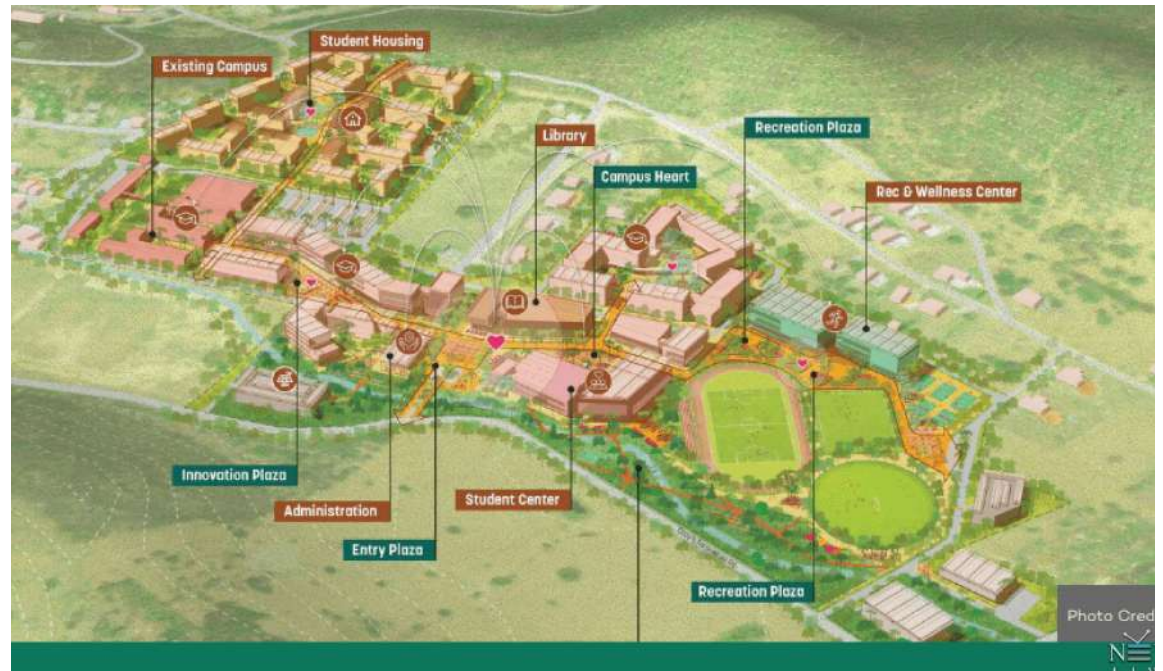 Student Housing
Existing Campus
Library
Recreation Plaza
Campus Heart
Rec & Wellness Center
Innovation Plaza
Administration
Student Center
Entry Plaza
Recreation Plaza
Photo Cred